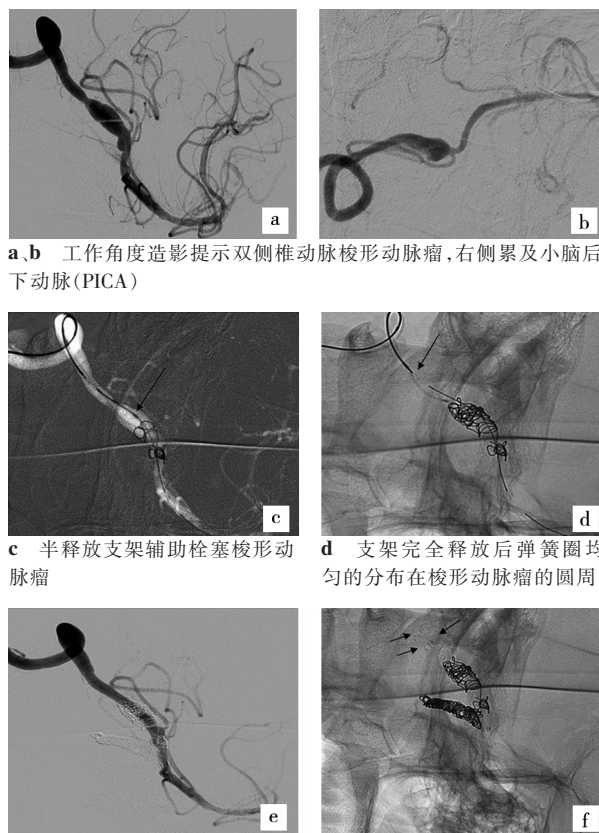 a
b
a、b 工作角度造影提示双侧椎动脉梭形动脉瘤,右侧累及小脑后
下动脉(PICA)
c
d
c 半释放支架辅助栓塞梭形动
脉瘤
d 支架完全释放后弹簧圈均
匀的分布在梭形动脉瘤的圆周
e
f